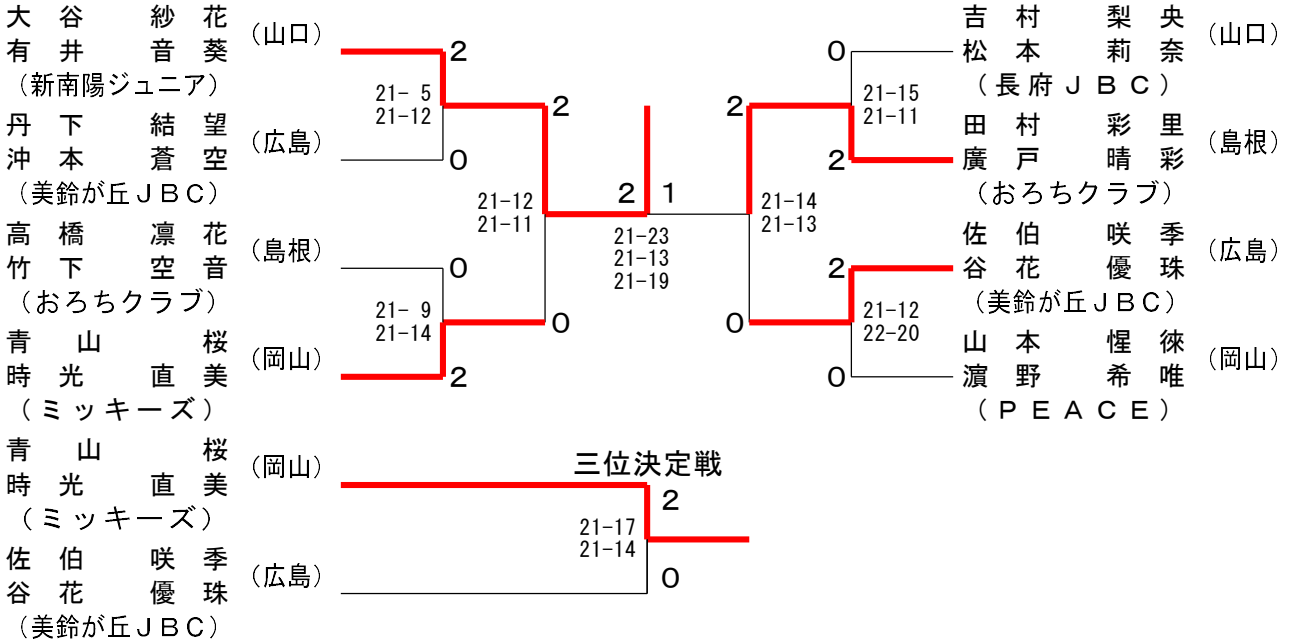 大谷 紗花
有井 音葵
(山口)
(新南陽ジュニア)
丹下 結望
沖本 蒼空
(広島)
(美鈴が丘JBC)
高橋 凛花
竹下 空音
(島根)
(おろちクラブ)
青山 桜
時光 直美
(岡山)
(ミッキーズ)
2
21- 5
21-12
0
0
21- 9
21-14
2
2
21-12
21-11
0
2 1
21-23
21-13
21-19
2
21-14
21-13
0
0
21-15
21-11
2
2
21-12
22-20
0
吉村 梨央
松本 莉奈
(山口)
(長府JBC)
田村 彩里
廣戸 晴彩
(島根)
(おろちクラブ)
佐伯 咲季
谷花 優珠
(広島)
(美鈴が丘JBC)
山本 惺徠
濵野 希唯
(岡山)
(PEACE)
三位決定戦
青山 桜
時光 直美
(岡山)
(ミッキーズ)
佐伯 咲季
谷花 優珠
(広島)
(美鈴が丘JBC)
2
21-17
21-14
0